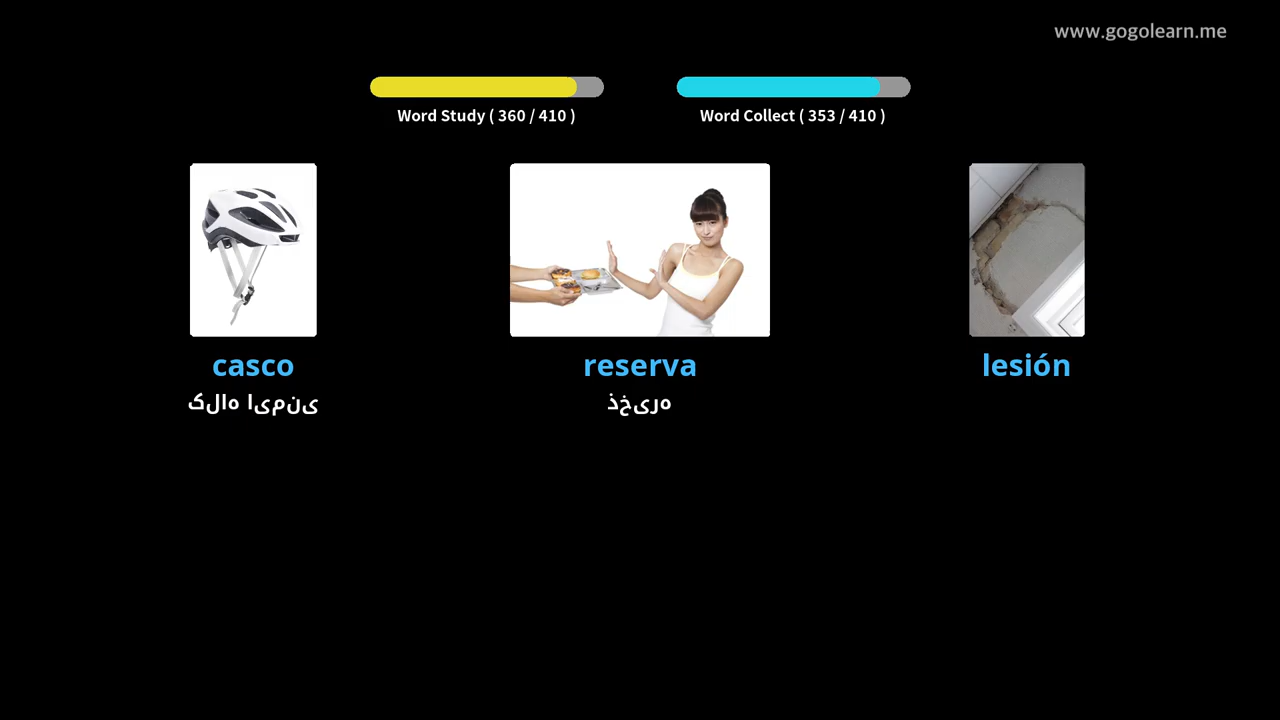 www.gogolearn.me
Word Study ( 360 / 410 )
Word Collect ( 353 / 410 )
casco
کلاه ایمنی
reserva
ذخیره
lesión